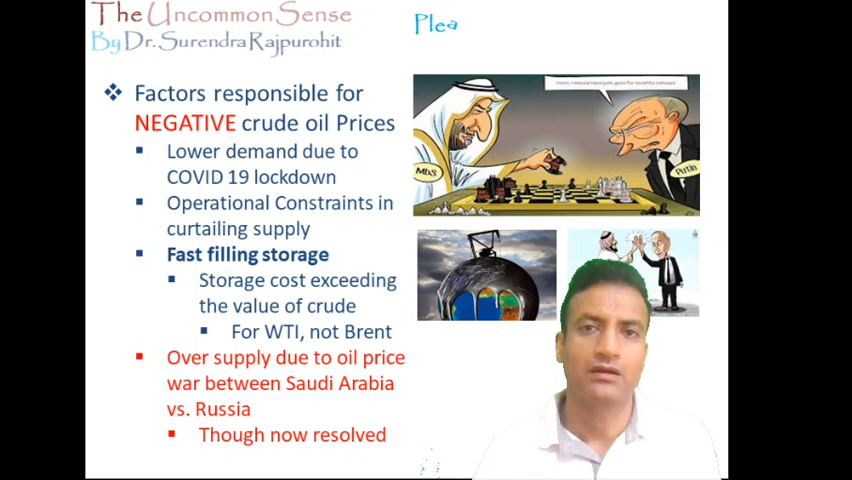 The Uncommon Sense
By Dr. Surendra Rajpurohit
Plea
❖ Factors responsible for
NEGATIVE crude oil Prices
▪ Lower demand due to
COVID 19 lockdown
▪ Operational Constraints in
curtailing supply
▪ Fast filling storage
▪ Storage cost exceeding
the value of crude
▪ For WTI, not Brent
▪ Over supply due to oil price
war between Saudi Arabia
vs. Russia
▪ Though now resolved
MbS
Putin